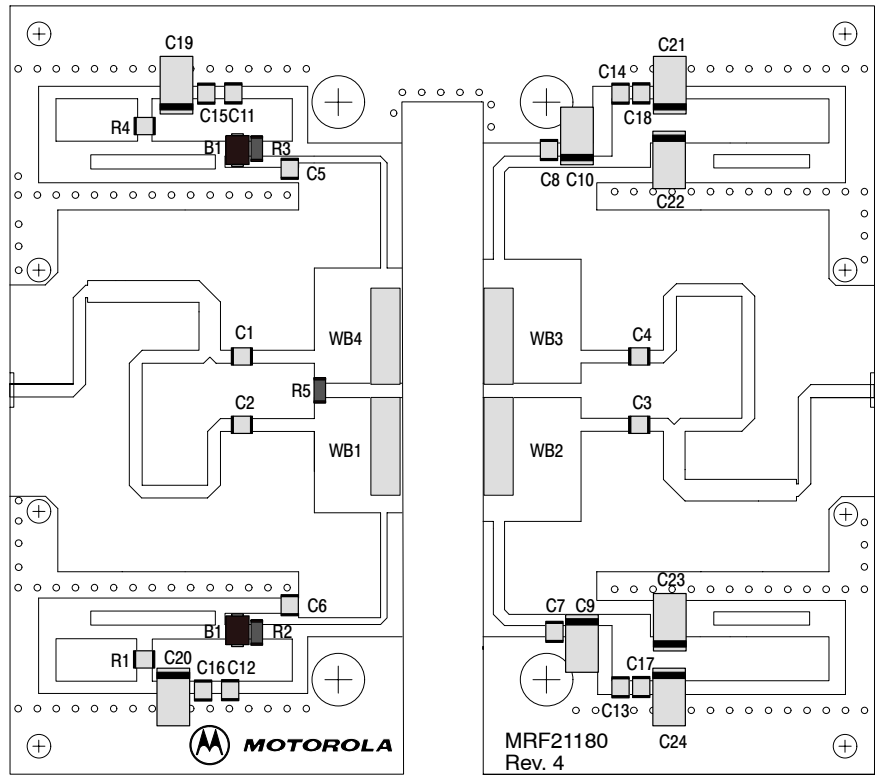 C19
C15 C11
R4
B1
R3
C5
C14
C21
C18
C8
C10
C22
C1
C2
R5
WB4
WB1
WB3
WB2
C4
C3
C6
B1
R2
R1
C20
C16
C12
C7
C9
C23
C17
C13
C24
MOTOROLA
MRF21180
Rev. 4